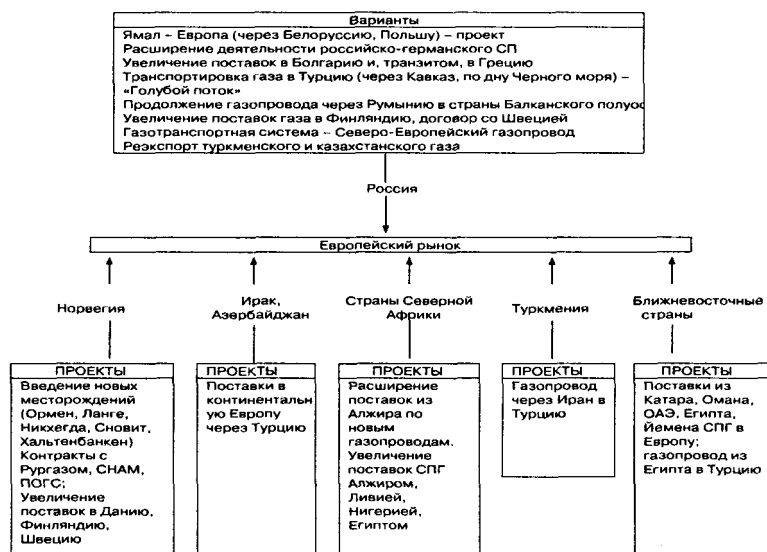 Варианты
Ямал – Европа (через Белоруссию, Польшу) – проект
Расширение деятельности российско-германского СП
Увеличение поставок в Болгарию и, транзитом, в Грецию
Транспортировка газа в Турцию (через Кавказ, по дну Черного моря) –
«Голубой поток»
Продолжение газопровода через Румынию в страны Балканского полуос
Увеличение поставок газа в Финляндию, договор со Швецией
Газотранспортная система – Северо-Европейский газопровод
Реэкспорт туркменского и казахстанского газа
Россия
Европейский рынок
Норвегия
Ирак,
Азербайджан
Страны Северной
Африки
Туркмения
Ближневосточные
страны
ПРОЕКТЫ
Введение новых
месторождений
(Ормен, Ланге,
Никхегда, Сновит,
Хальтенбанкен)
Контракты с
Рургазом, СНАМ,
ПОГС;
Увеличение
поставок в Данию,
Финляндию,
Швецию
ПРОЕКТЫ
Поставки в
континентальн
ую Европу
через Турцию
ПРОЕКТЫ
Расширение
поставок из
Алжира по
новым
газопроводам.
Увеличение
поставок СПГ
Алжиром,
Ливией,
Нигерией,
Египтом
ПРОЕКТЫ
Газопровод
через Иран в
Турцию
ПРОЕКТЫ
Поставки из
Катара, Омана,
ОАЭ, Египта,
Йемена СПГ в
Европу;
газопровод из
Египта в Турцию